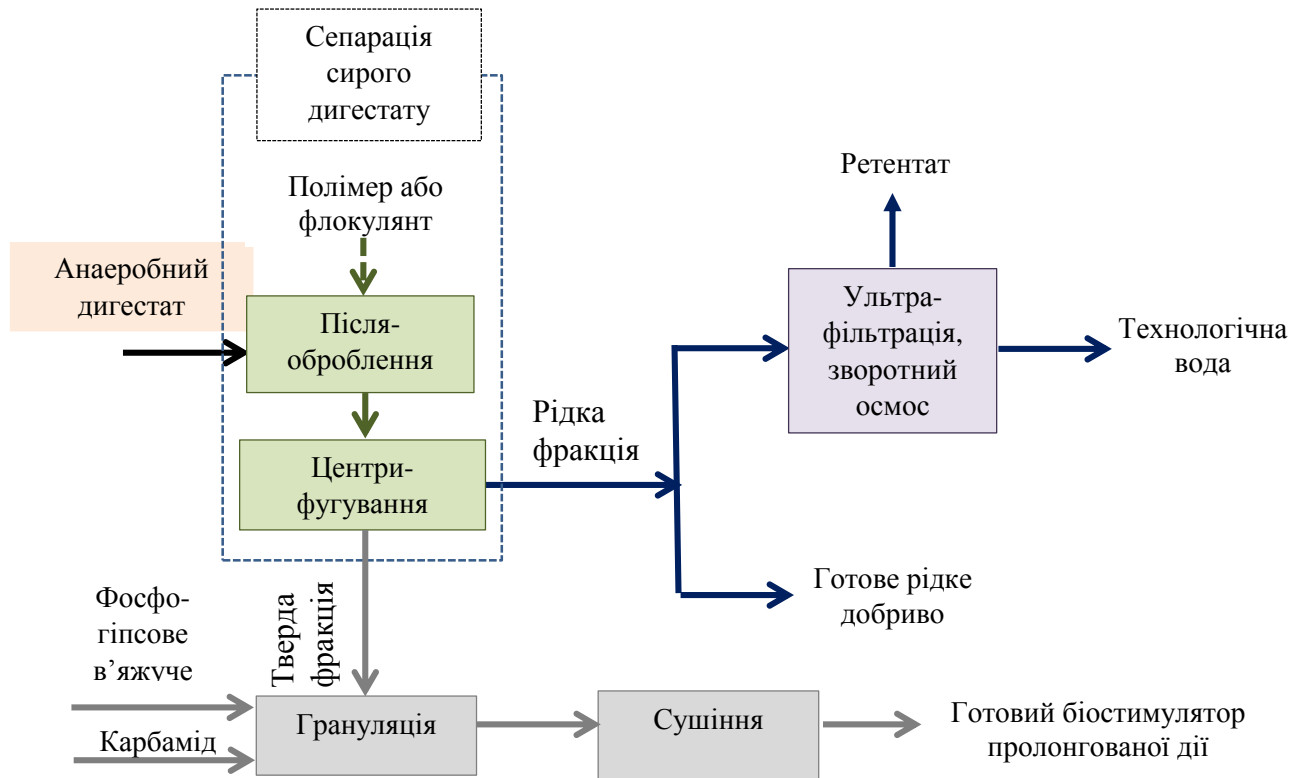 Сепарація
сирого
дигестату
Полімер або
флокулянт
Ретентат
Анаеробний
дигестат
Після-
оброблення
Ультра-
фільтрація,
зворотний
осмос
Технологічна
вода
Рідка
фракція
Центри-
фугування
Готове рідке
добриво
Тверда
фракція
Фосфо-
гіпсове
в’яжуче
Карбамід
Грануляція
Сушіння
Готовий біостимулятор
пролонгованої дії